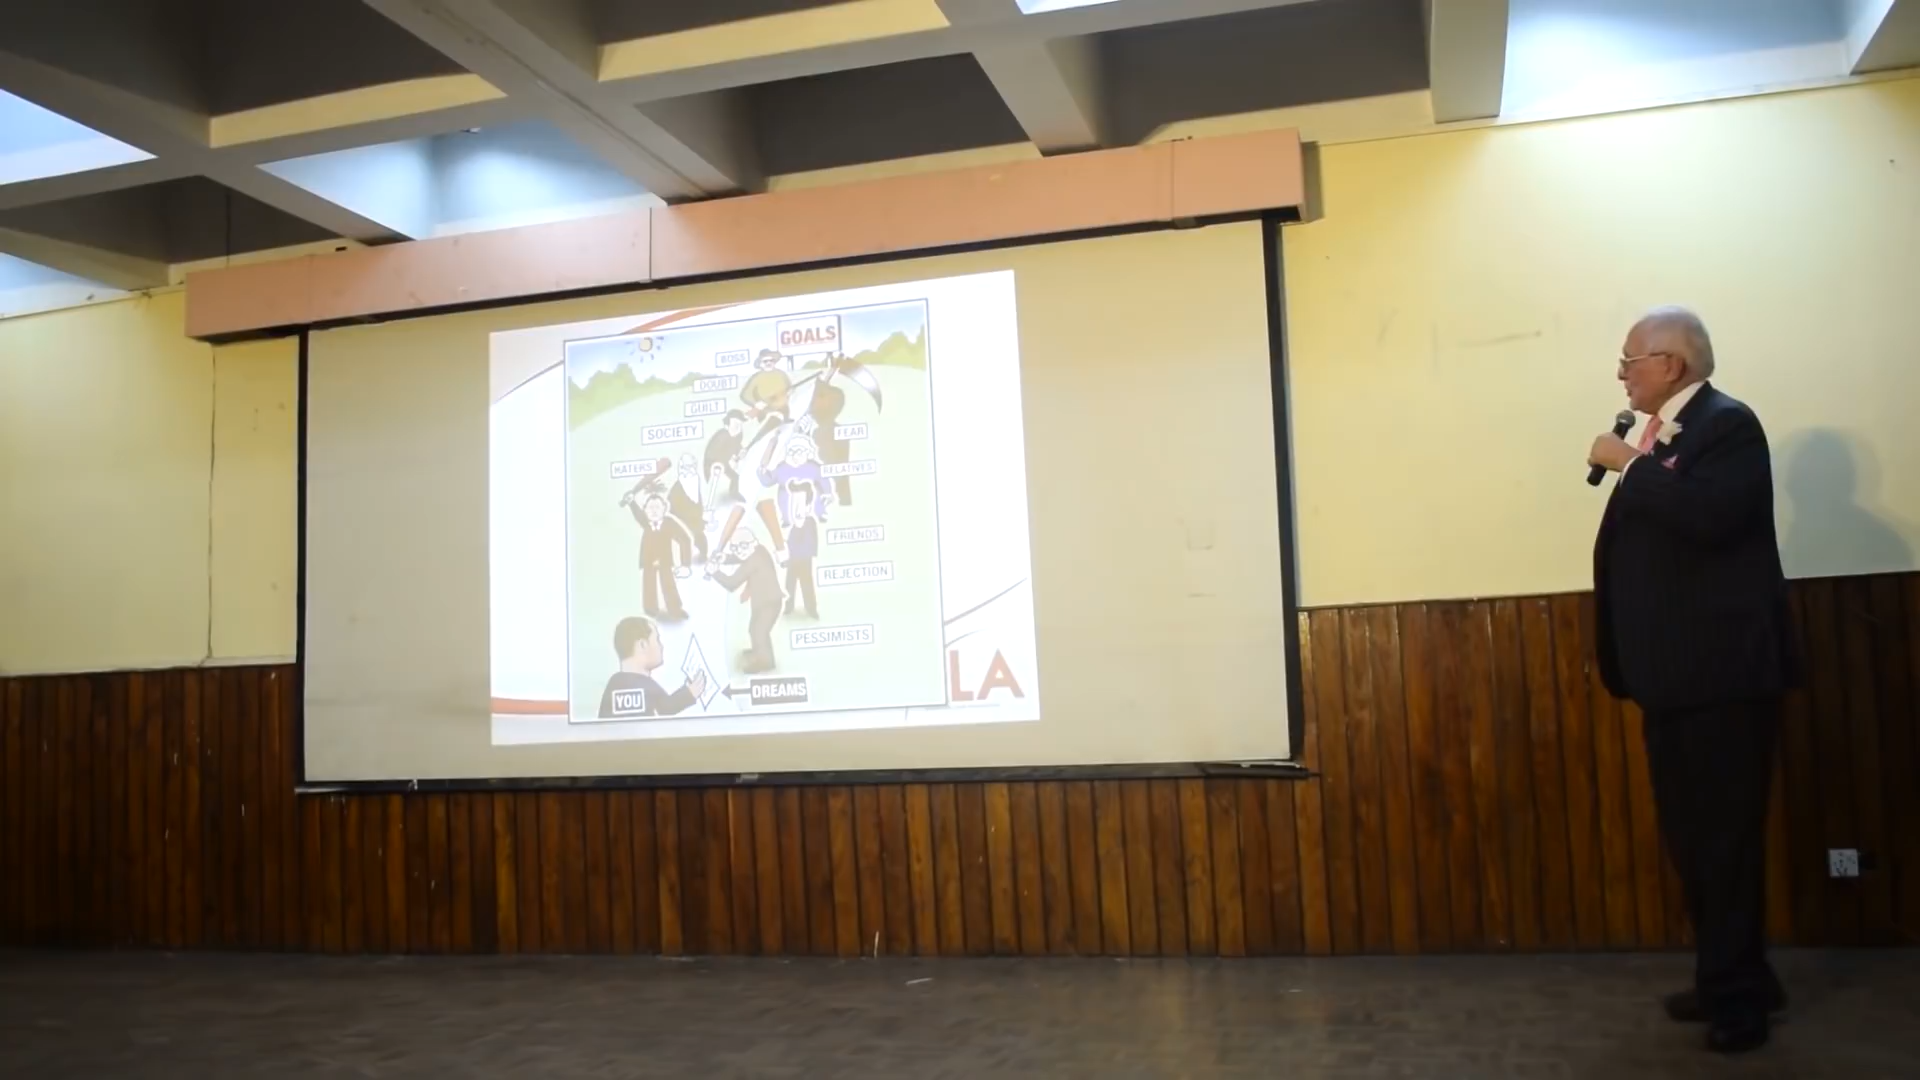 GOALS
BOSS
DOUBT
GUILT
SOCIETY
FEAR
HATERS
RELATIVES
FRIENDS
REJECTION
PESSIMISTS
YOU
DREAMS
LA